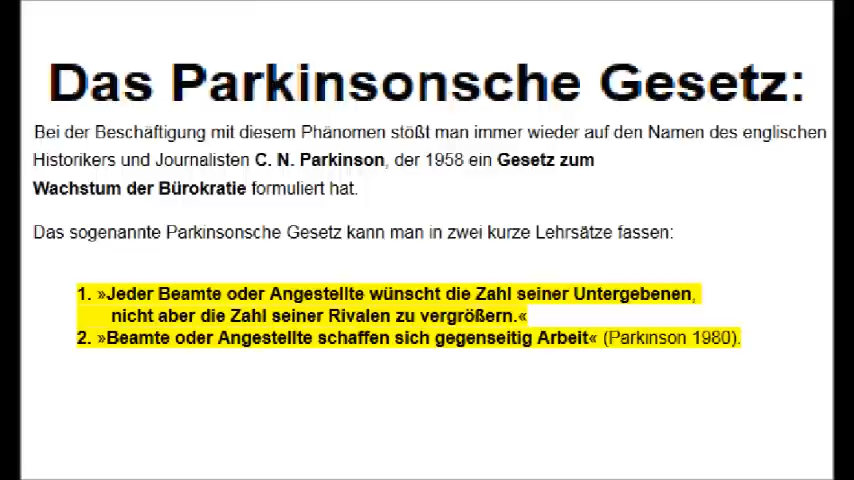 Das Parkinsonsche Gesetz:
Bei der Beschäftigung mit diesem Phänomen stößt man immer wieder auf den Namen des englischen
Historikers und Journalisten C. N. Parkinson, der 1958 ein Gesetz zum
Wachstum der Bürokratie formuliert hat.
Das sogenannte Parkinsonsche Gesetz kann man in zwei kurze Lehrsätze fassen:
1. »Jeder Beamte oder Angestellte wünscht die Zahl seiner Untergebenen,
nicht aber die Zahl seiner Rivalen zu vergrößern.«
2. »Beamte oder Angestellte schaffen sich gegenseitig Arbeit« (Parkinson 1980).